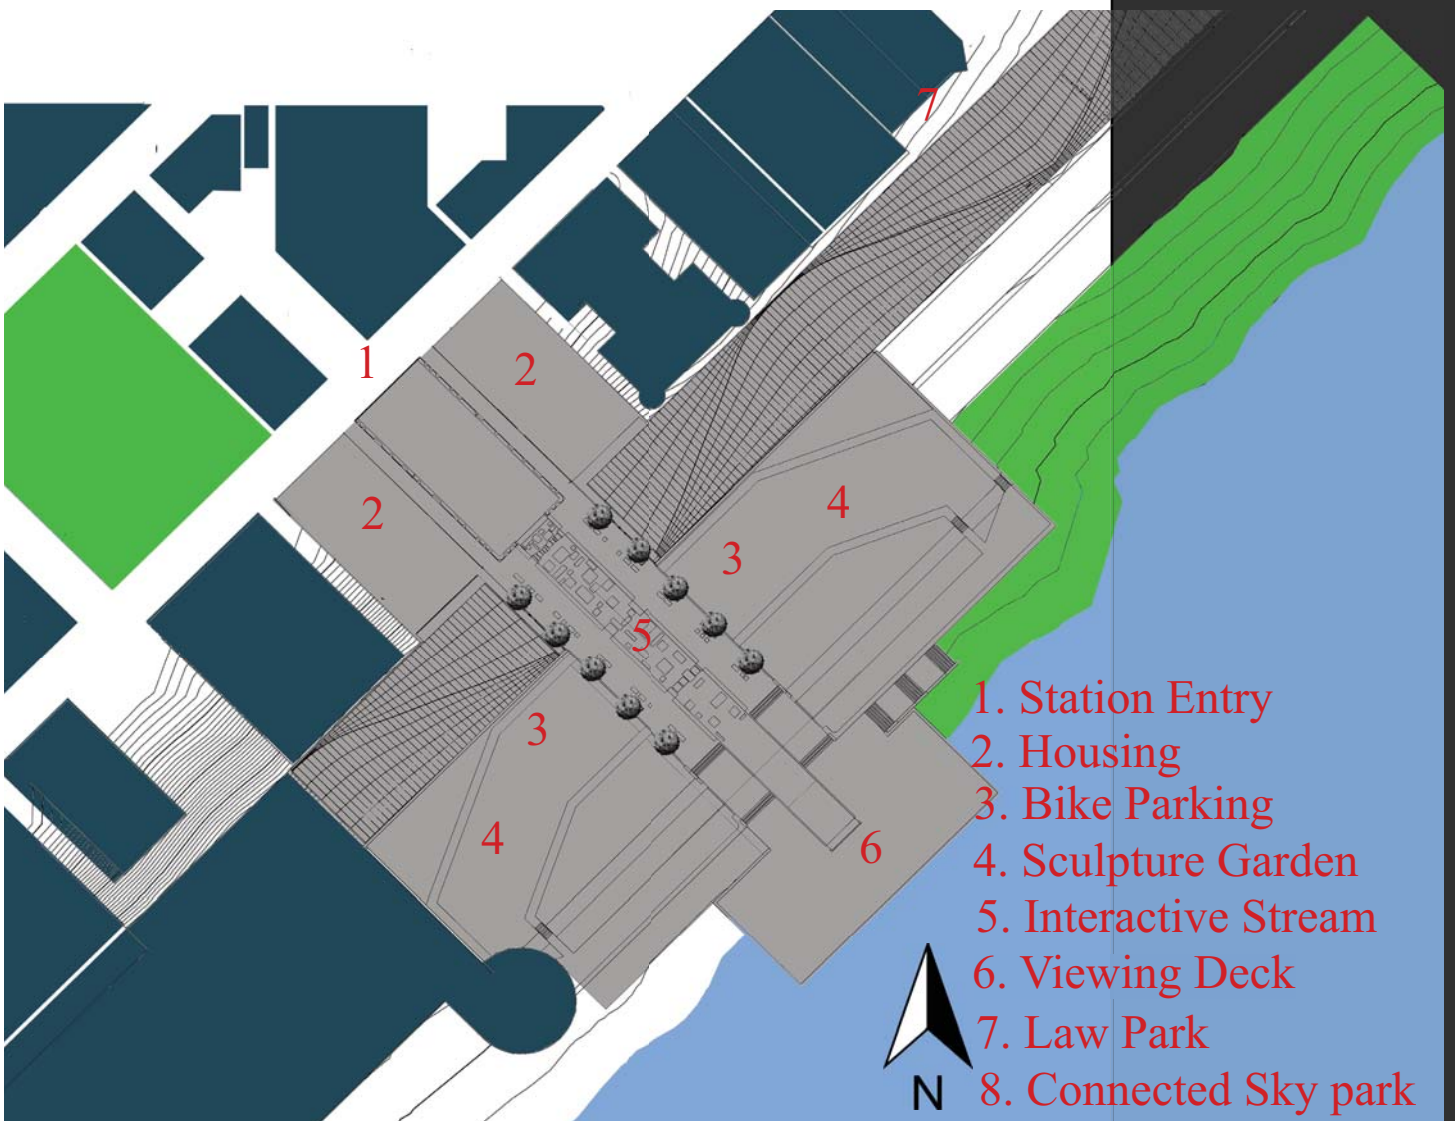 7
1
2
2
4
3
5
3
4
6
1. Station Entry
2. Housing
3. Bike Parking
4. Sculpture Garden
5. Interactive Stream
6. Viewing Deck
7. Law Park
8. Connected Sky park
N